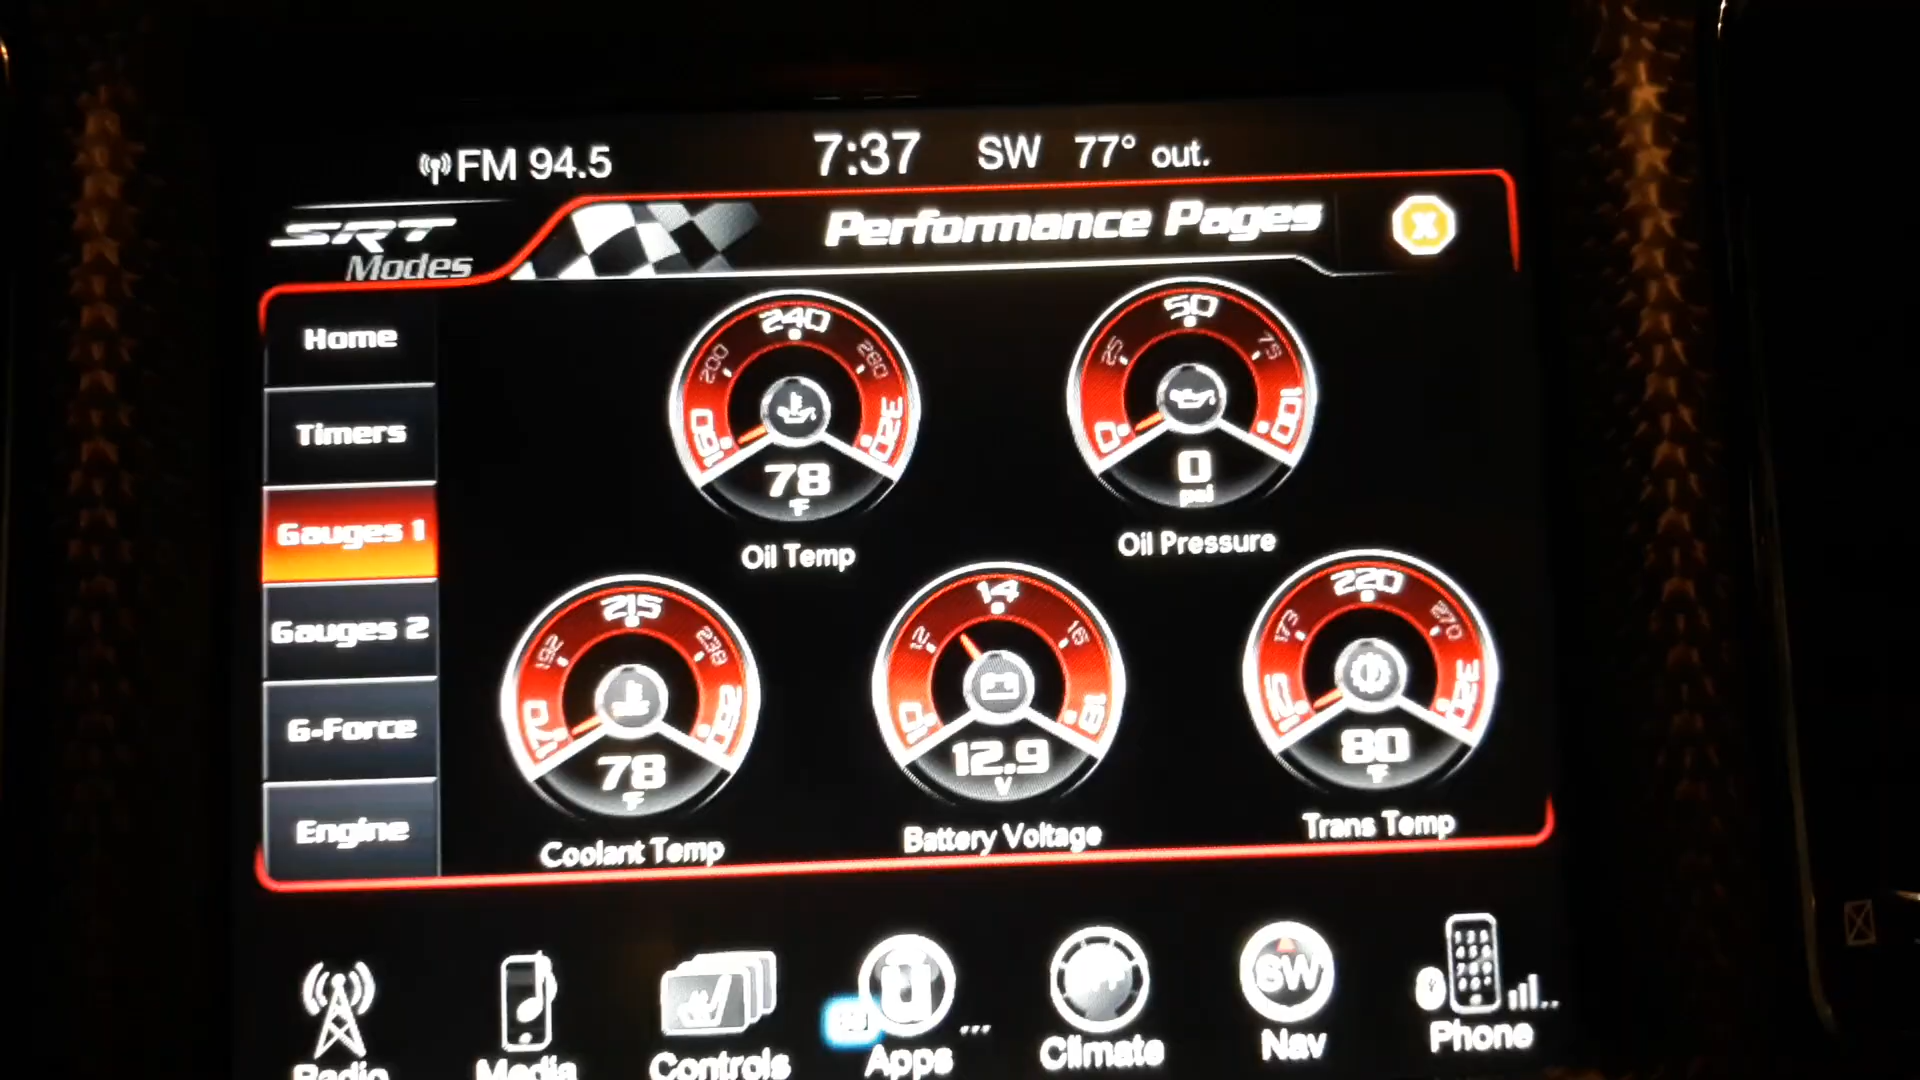 FM 94.5
7:37
SW
77° out.
SRT
Modes
Performance Pages
X
Home
Timers
Gauges 1
Gauges 2
G-Force
Engine
150
200
240
280
320
78
°F
Oil Temp
0
25
50
75
100
0
psi
Oil Pressure
170
192
215
238
260
78
°F
Coolant Temp
10
12
14
16
18
12.9
V
Battery Voltage
125
173
220
270
320
80
°F
Trans Temp
Radio
Media
Controls
Apps
...
Climate
SW
Nav
Phone